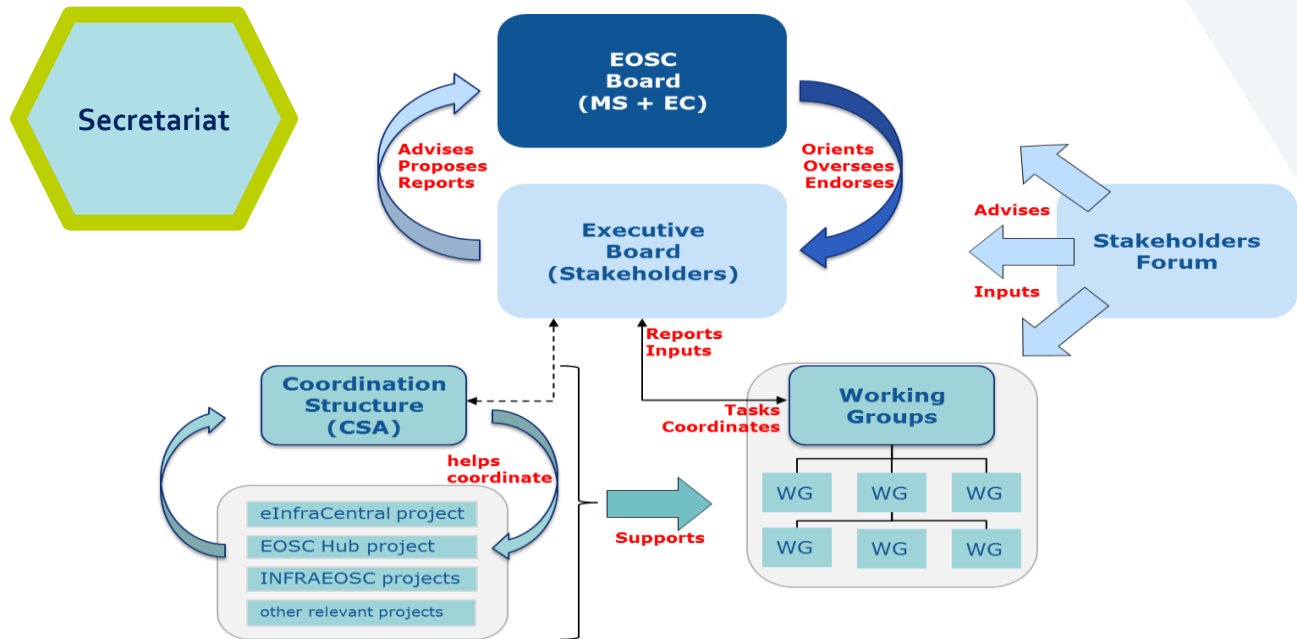 Secretariat
EOSC
Board
(MS + EC)
Advises
Proposes
Reports
Orients
Oversees
Endorses
Executive
Board
(Stakeholders)
Advises
Inputs
Stakeholders
Forum
Reports
Inputs
Coordination
Structure
(CSA)
Tasks
Coordinates
Working
Groups
helps
coordinate
eInfraCentral project
EOSC Hub project
INFRAEOSC projects
other relevant projects
Supports
WG
WG
WG
WG
WG
WG